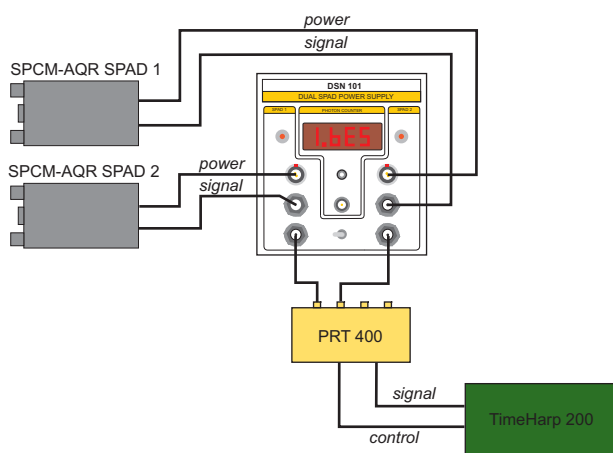 power
signal
SPCM-AQR SPAD 1
DSN 101
DUAL SPAD POWER SUPPLY
SPAD 1
PHOTON COUNTER
SPAD 2
1.6E5
SPCM-AQR SPAD 2
power
signal
PRT 400
signal
TimeHarp 200
control